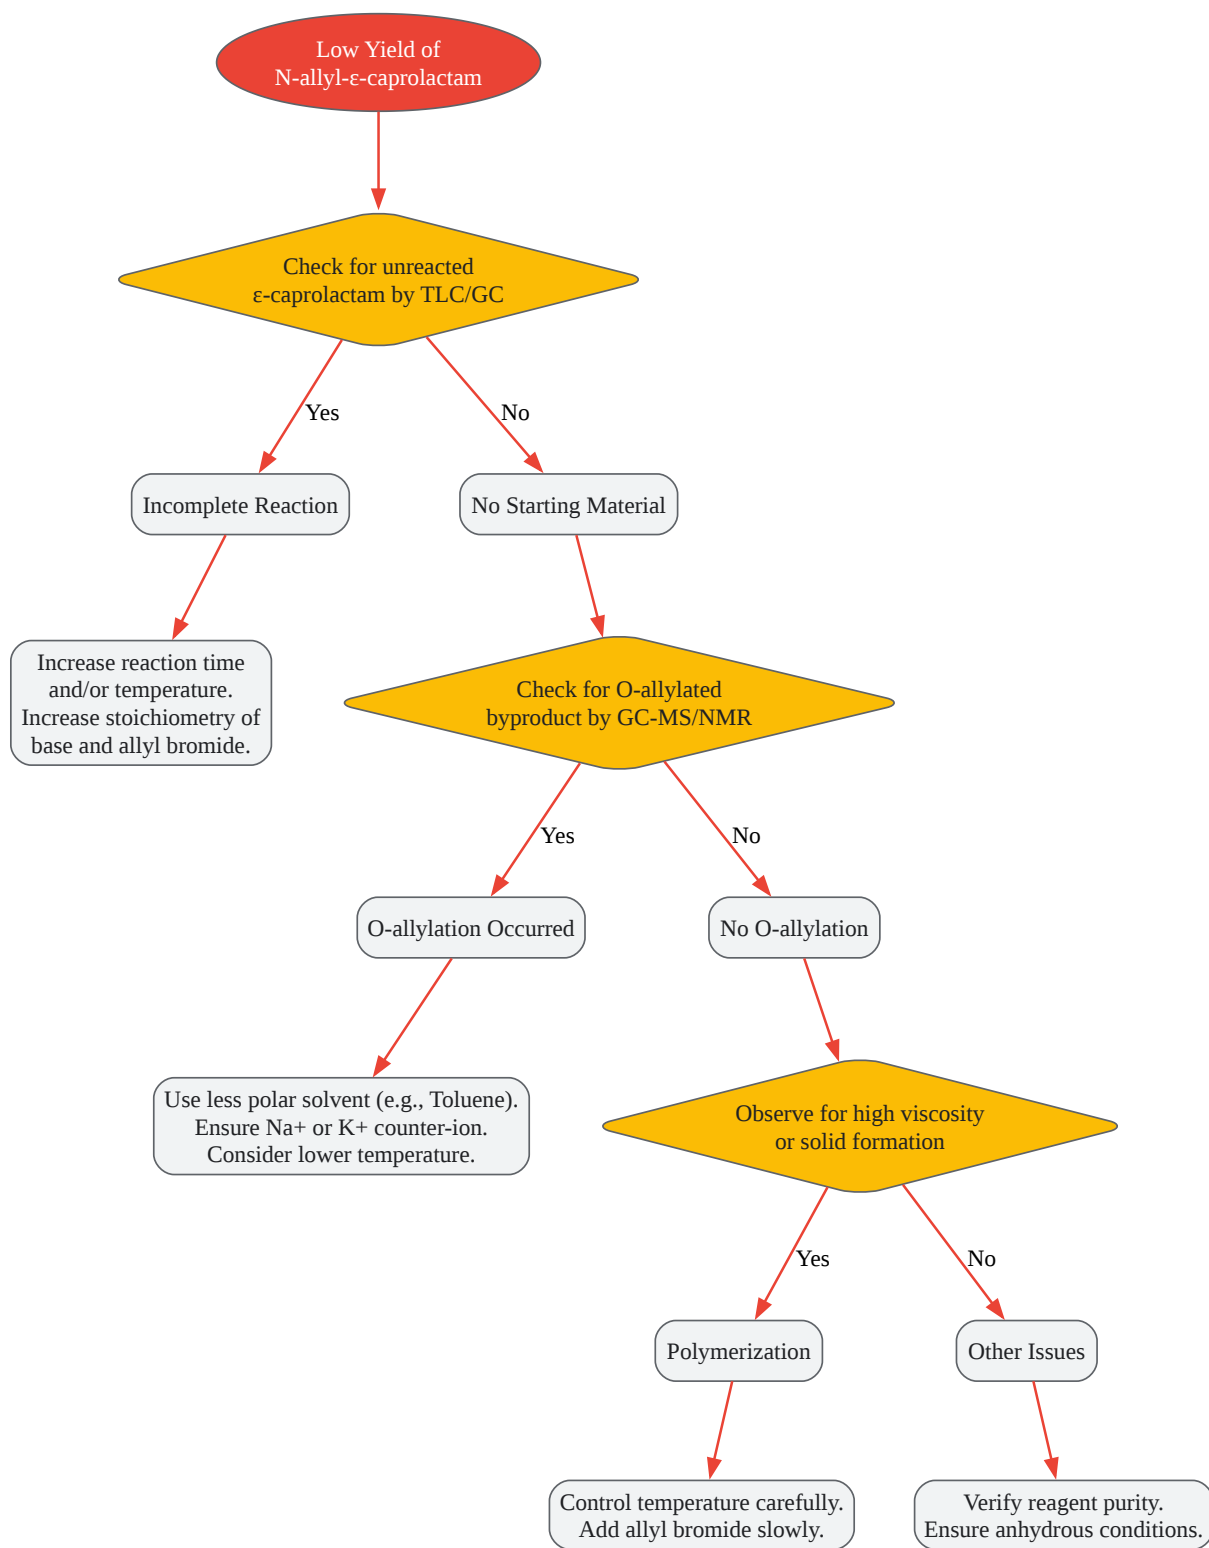 Low Yield of
N-allyl-ε-caprolactam
Check for unreacted
ε-caprolactam by TLC/GC
Yes
No
Incomplete Reaction
No Starting Material
Increase reaction time
and/or temperature.
Increase stoichiometry of
base and allyl bromide.
Check for O-allylated
byproduct by GC-MS/NMR
Yes
No
O-allylation Occurred
No O-allylation
Use less polar solvent (e.g., Toluene).
Ensure Na+ or K+ counter-ion.
Consider lower temperature.
Observe for high viscosity
or solid formation
Yes
No
Polymerization
Other Issues
Control temperature carefully.
Add allyl bromide slowly.
Verify reagent purity.
Ensure anhydrous conditions.